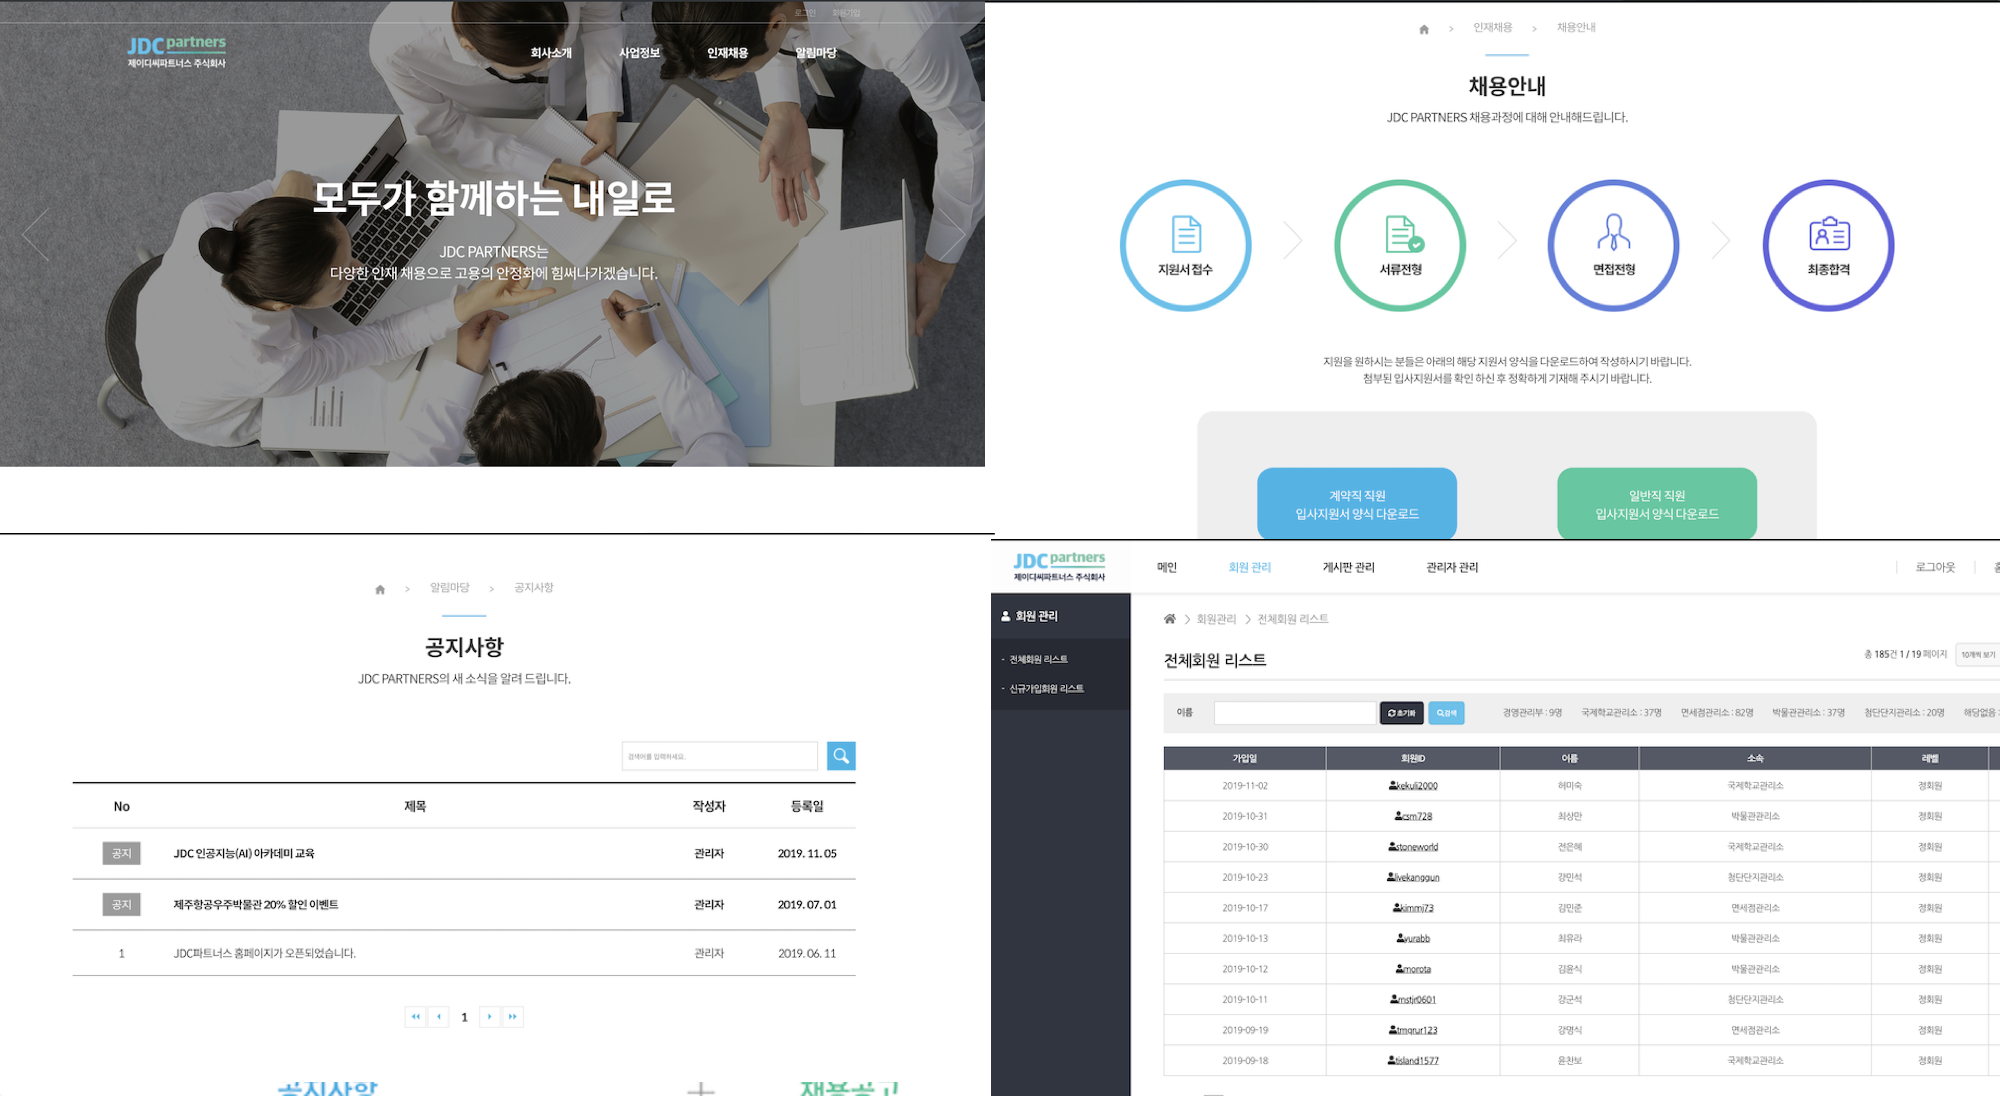 로그인 회원가입
JDC partners
제이디씨파트너스 주식회사
회사소개 사업정보 인재채용 알림마당
모두가 함께하는 내일로
JDC PARTNERS는
다양한 인재 채용으로 고용의 안정화에 힘써나가겠습니다.
> 인재채용 > 채용안내
채용안내
JDC PARTNERS 채용과정에 대해 안내해드립니다.
지원서 접수 서류전형 면접전형 최종합격
지원을 원하시는 분들은 아래의 해당 지원서 양식을 다운로드하여 작성하시기 바랍니다.
첨부된 입사지원서를 확인 하신 후 정확하게 기재해 주시기 바랍니다.
계약직 직원
입사지원서 양식 다운로드
일반직 직원
입사지원서 양식 다운로드
> 알림마당 > 공지사항
공지사항
JDC PARTNERS의 새 소식을 알려 드립니다.
검색어를 입력하세요.
No 제목 작성자 등록일
공지 JDC 인공지능(AI) 아카데미 교육 관리자 2019. 11. 05
공지 제주항공우주박물관 20% 할인 이벤트 관리자 2019. 07. 01
1 JDC파트너스 홈페이지가 오픈되었습니다. 관리자 2019. 06. 11
1
공지사항 채용공고
JDC partners
제이디씨파트너스 주식회사
메인 회원 관리 게시판 관리 관리자 관리 로그아웃
회원 관리
- 전체회원 리스트
- 신규가입회원 리스트
> 회원관리 > 전체회원 리스트
전체회원 리스트
총 185건 1 / 19 페이지 10개씩 보기
이름 초기화 검색 경영관리부 : 9명 국제학교관리소 : 37명 면세점관리소 : 82명 박물관관리소 : 37명 첨단단지관리소 : 20명 해당없음 :
가입일 회원ID 이름 소속 레벨
2019-11-02 kekuli2000 허미숙 국제학교관리소 정회원
2019-10-31 csm728 최상만 박물관관리소 정회원
2019-10-30 stoneworld 전은혜 국제학교관리소 정회원
2019-10-23 livekanggun 강민석 첨단단지관리소 정회원
2019-10-17 kimmj73 김민준 면세점관리소 정회원
2019-10-13 yurabb 최유라 박물관관리소 정회원
2019-10-12 morota 김윤식 박물관관리소 정회원
2019-10-11 mstjr0601 강군석 첨단단지관리소 정회원
2019-09-19 tmqrur123 강명식 면세점관리소 정회원
2019-09-18 tisland1577 윤찬보 국제학교관리소 정회원